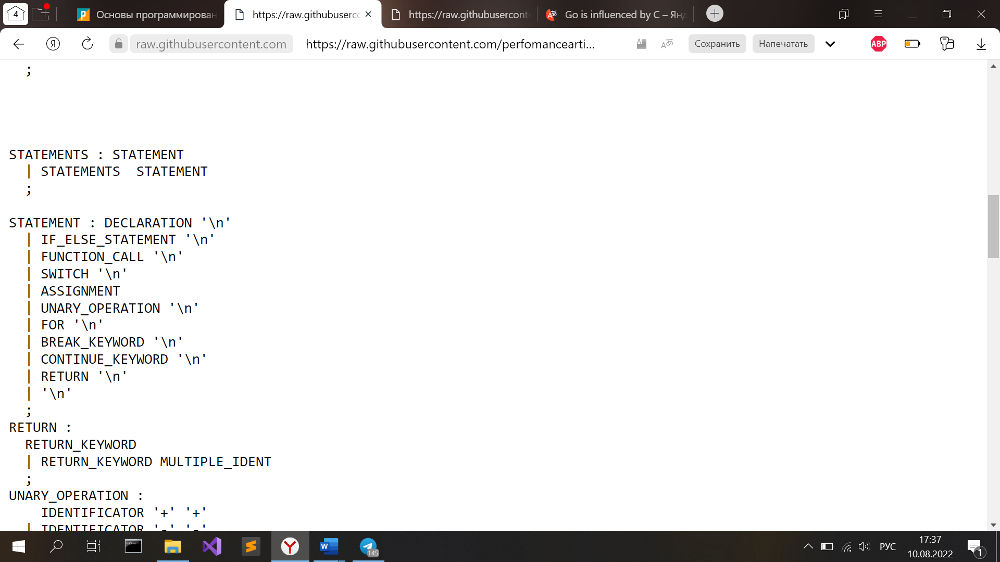 4 Основы программирован https://raw.githubuserc https://raw.githubusercont Go is influenced by C – Янд
Я raw.githubusercontent.com https://raw.githubusercontent.com/perfomancearti... Сохранить Напечатать ABP
;
STATEMENTS : STATEMENT
| STATEMENTS  STATEMENT
;
STATEMENT : DECLARATION '\n'
| IF_ELSE_STATEMENT '\n'
| FUNCTION_CALL '\n'
| SWITCH '\n'
| ASSIGNMENT
| UNARY_OPERATION '\n'
| FOR '\n'
| BREAK_KEYWORD '\n'
| CONTINUE_KEYWORD '\n'
| RETURN '\n'
| '\n'
;
RETURN :
RETURN_KEYWORD
| RETURN_KEYWORD MULTIPLE_IDENT
;
UNARY_OPERATION :
IDENTIFICATOR '+' '+'
| IDENTIFICATOR '-' '-'
145 РУС 17:37
10.08.2022 1